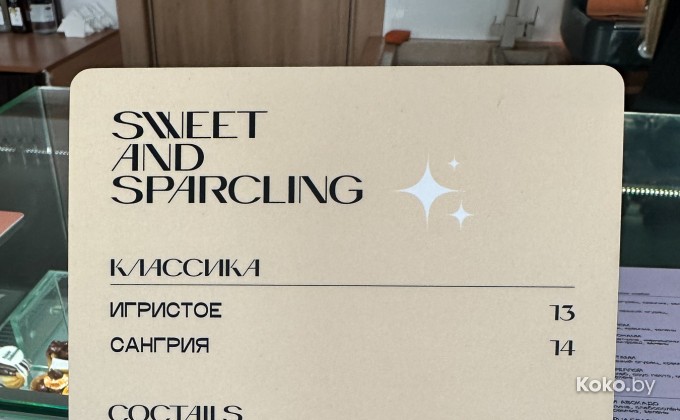 SWEET
AND
SPARCLING
КЛАССИКА
ИГРИСТОЕ 13
САНГРИЯ 14
COCTAILS
Koko.by